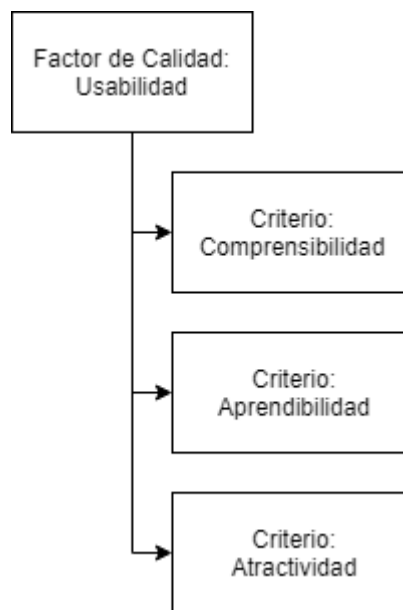 Factor de Calidad:
Usabilidad
Criterio:
Comprensibilidad
Criterio:
Aprendibilidad
Criterio:
Atractividad